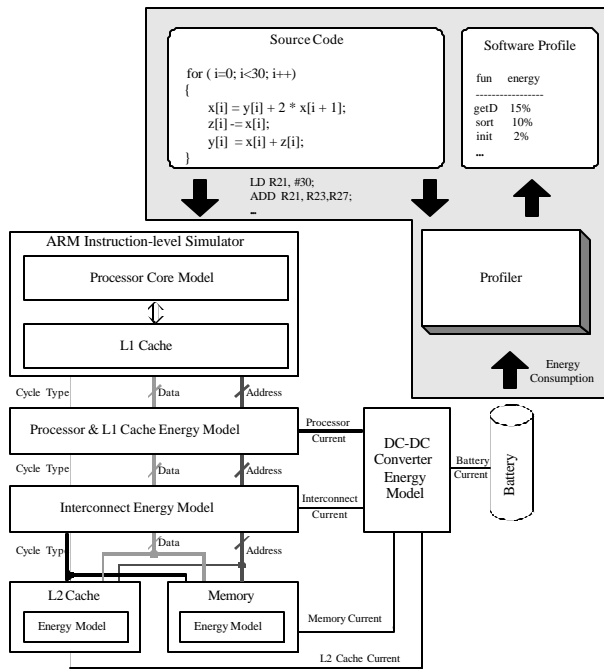 Source Code
for ( i=0; i<30; i++)
{
x[i] = y[i] + 2 * x[i + 1];
z[i] -= x[i];
y[i] = x[i] + z[i];
}
Software Profile
fun energy
-----------------
getD 15%
sort 10%
init 2%
...
LD R21, #30;
ADD R21, R23,R27;
...
Profiler
Energy
Consumption
ARM Instruction-level Simulator
Processor Core Model
L1 Cache
Cycle Type
Data
Address
Processor & L1 Cache Energy Model
Processor
Current
Cycle Type
Data
Address
Interconnect Energy Model
Interconnect
Current
DC-DC
Converter
Energy
Model
Battery
Current
Battery
Cycle Type
Data
Address
L2 Cache
Energy Model
Memory
Energy Model
Memory Current
L2 Cache Current